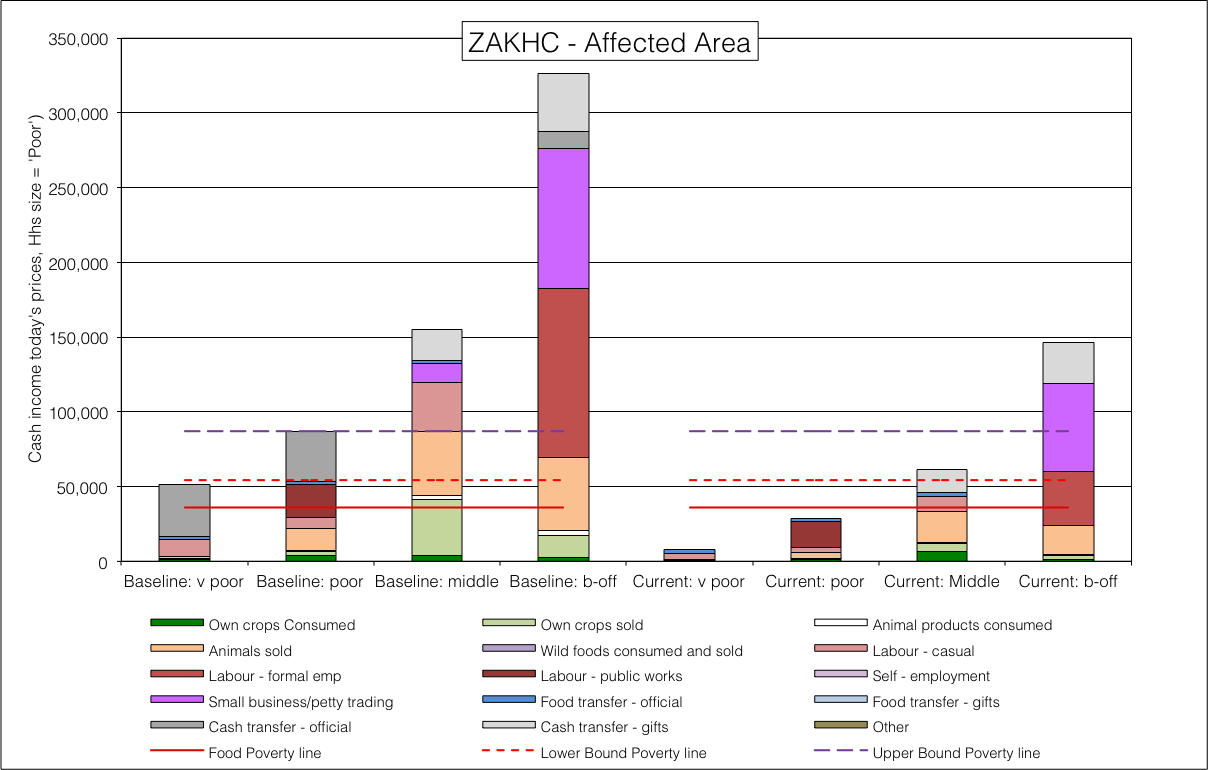 ZAKHC - Affected Area
Cash income today's prices, Hhs size = 'Poor')
350,000
300,000
250,000
200,000
150,000
100,000
50,000
0
Baseline: v poor Baseline: poor Baseline: middle Baseline: b-off Current: v poor Current: poor Current: Middle Current: b-off
Own crops Consumed Own crops sold Animal products consumed
Animals sold Wild foods consumed and sold Labour - casual
Labour - formal emp Labour - public works Self - employment
Small business/petty trading Food transfer - official Food transfer - gifts
Cash transfer - official Cash transfer - gifts Other
Food Poverty line Lower Bound Poverty line Upper Bound Poverty line